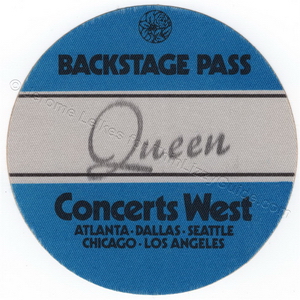 BACKSTAGE PASS
Queen
Concerts West
ATLANTA·DALLAS·SEATTLE
CHICAGO·LOS ANGELES